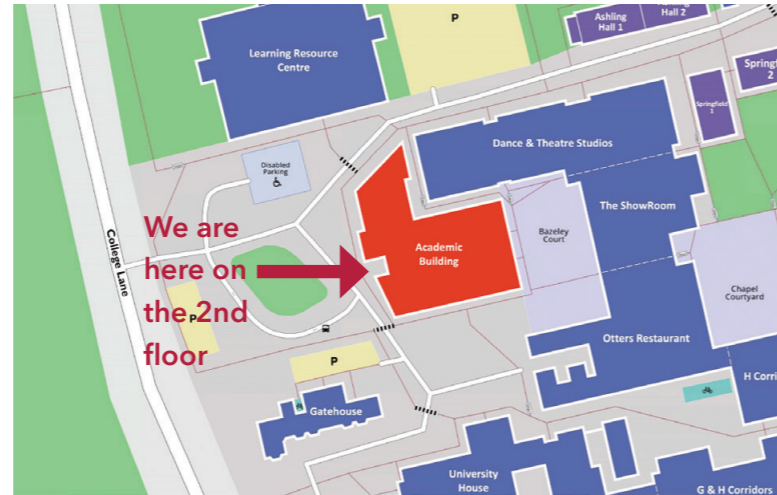 Ashling
Hall 1
Hall 2
P
Learning Resource
Centre
Springf
2
Springfield
1
Dance & Theatre Studios
Disabled
Parking
The ShowRoom
Bazeley
Court
We are
here on
the 2nd
floor
College Lane
Academic
Building
Chapel
Courtyard
P
Otters Restaurant
P
H Corri
Gatehouse
University
House
G & H Corridors